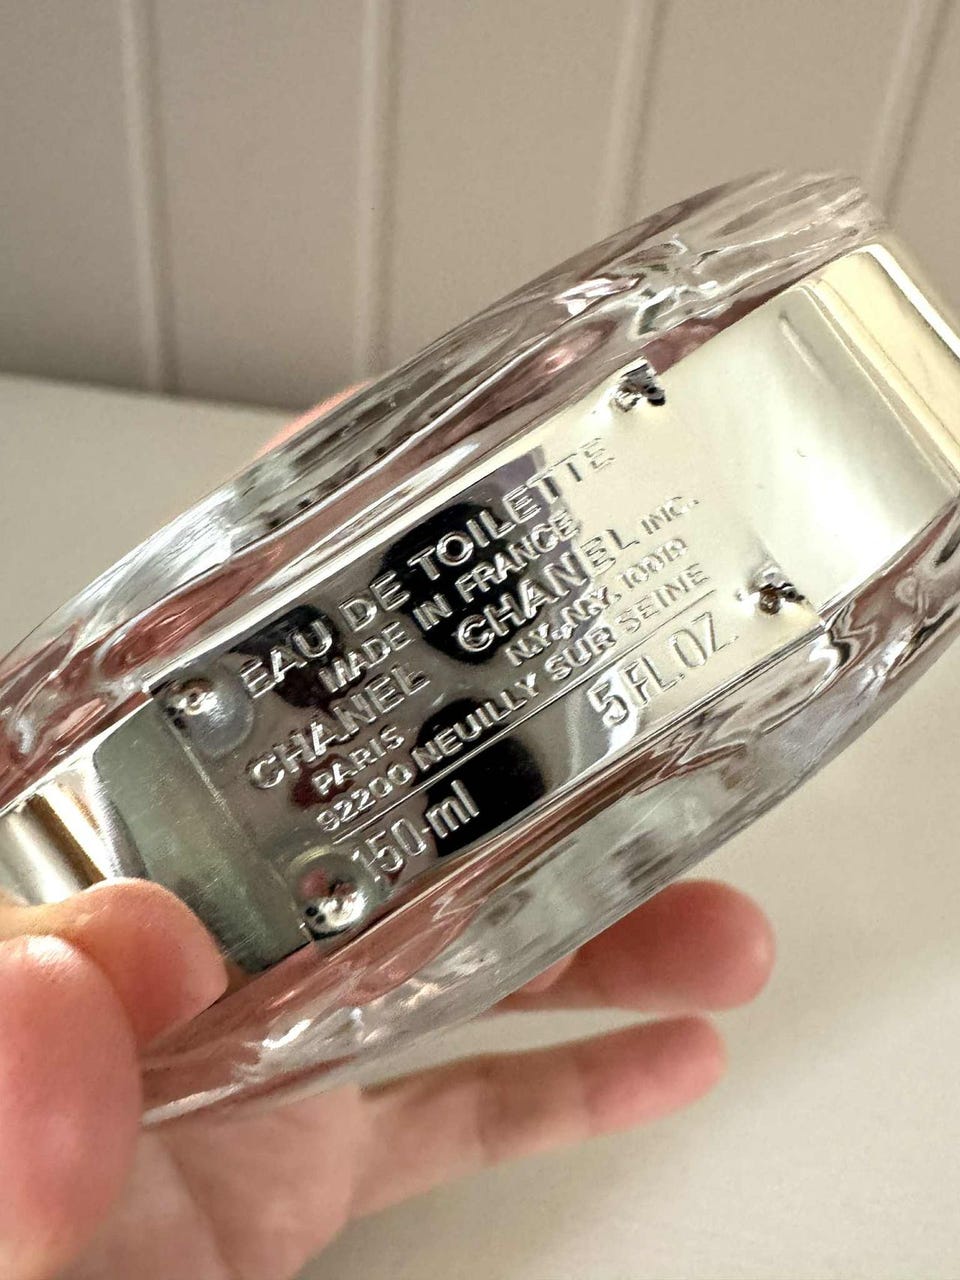 EAU DE TOILETTE
MADE IN FRANCE
CHANEL CHANEL INC.
PARIS N.Y.,N.Y. 10019
92200 NEUILLY SUR SEINE
150 ml 5 FL. OZ.